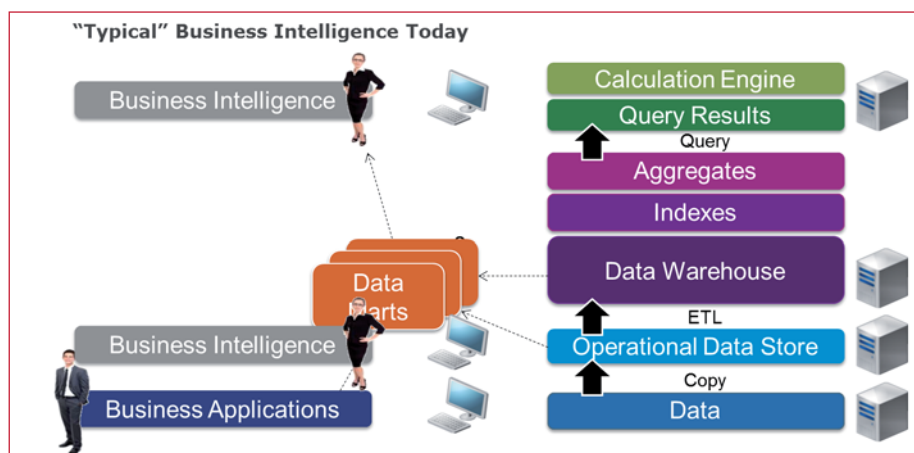 “Typical” Business Intelligence Today
Business Intelligence
Calculation Engine
Query Results
Query
Aggregates
Indexes
Data Warehouse
Data
Marts
ETL
Business Intelligence
Operational Data Store
Copy
Business Applications
Data